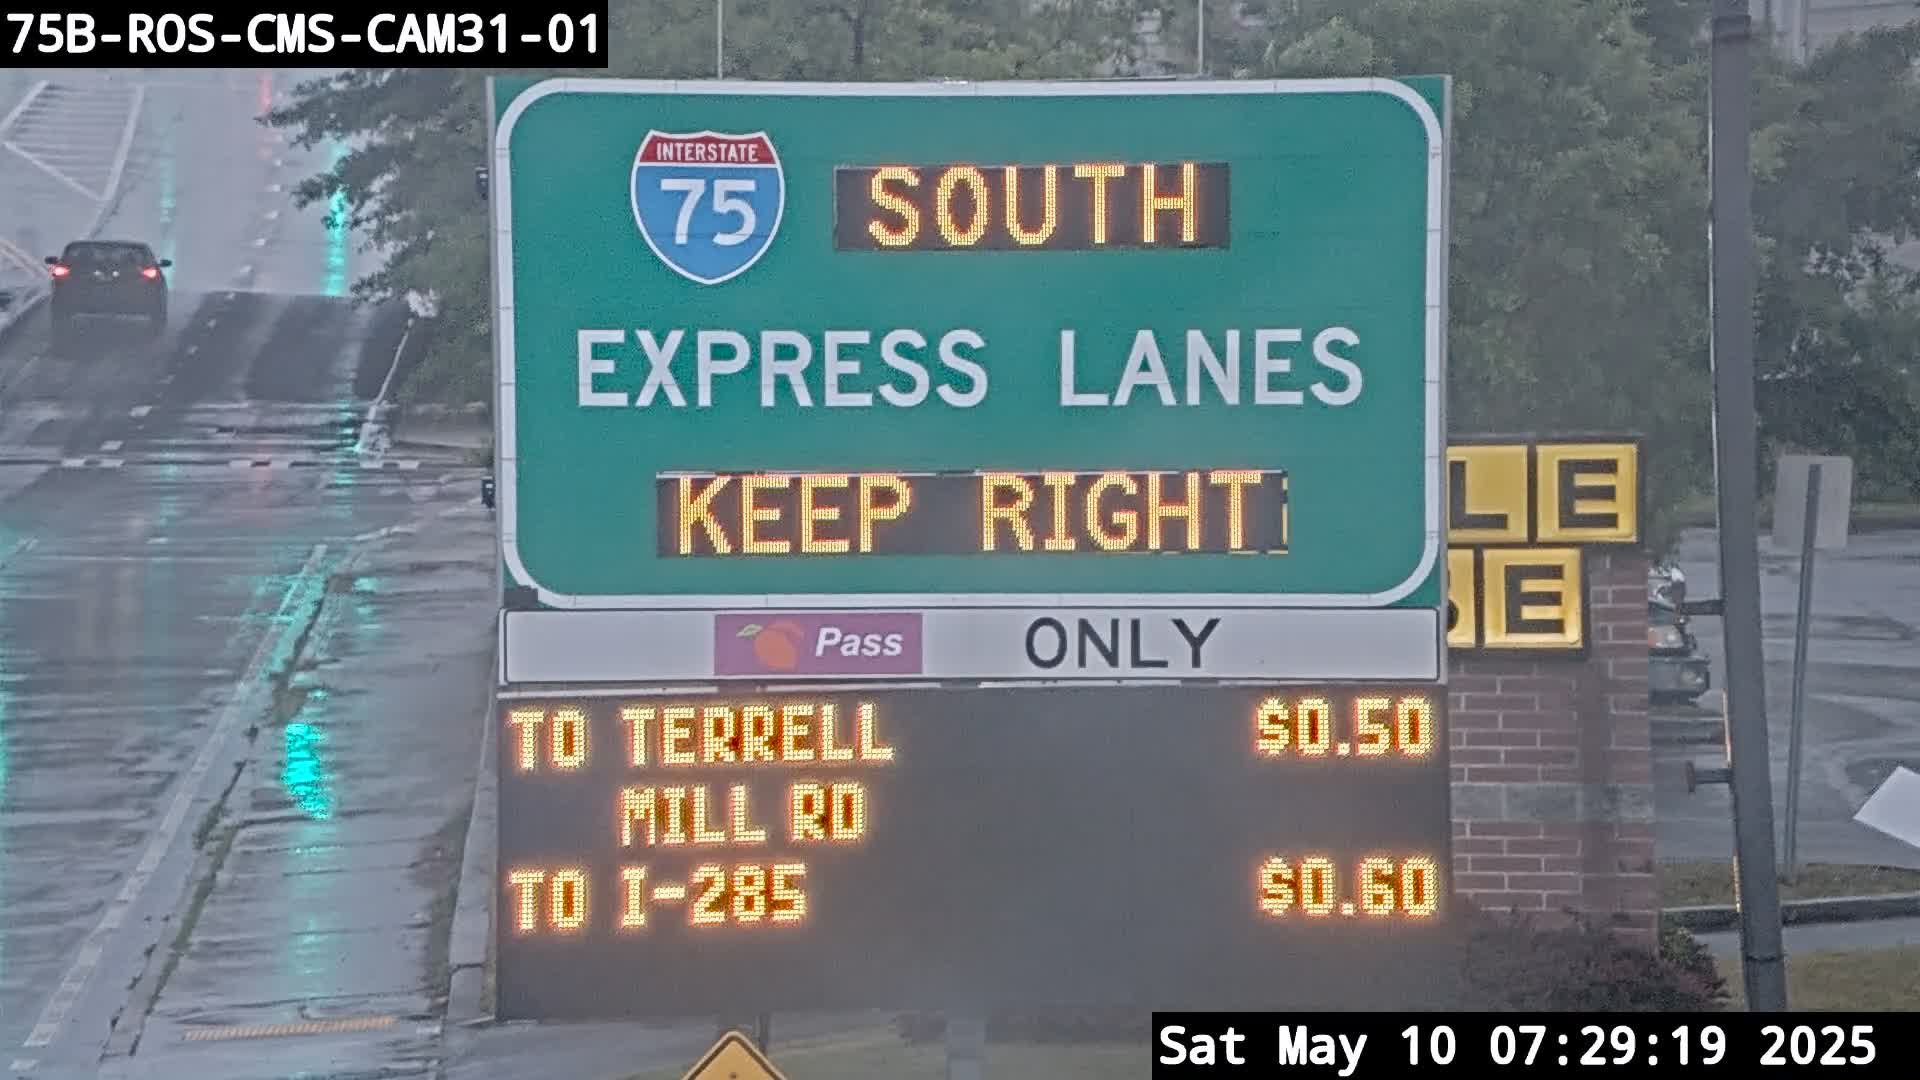 75B-ROS-CMS-CAM31-01
INTERSTATE
75
SOUTH
EXPRESS LANES
KEEP RIGHT
Pass ONLY
TO TERRELL $0.50
MILL RD
TO I-285 $0.60
LE
E
Sat May 10 07:29:19 2025